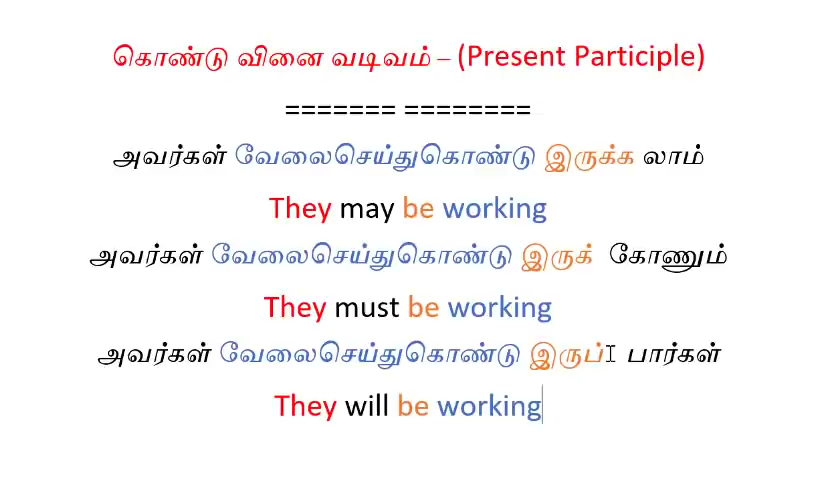 கொண்டு வினை வடிவம் – (Present Participle)
======= ========
அவர்கள் வேலைசெய்துகொண்டு இருக்க லாம்
They may be working
அவர்கள் வேலைசெய்துகொண்டு இருக் கோணும்
They must be working
அவர்கள் வேலைசெய்துகொண்டு இருப் பார்கள்
They will be working